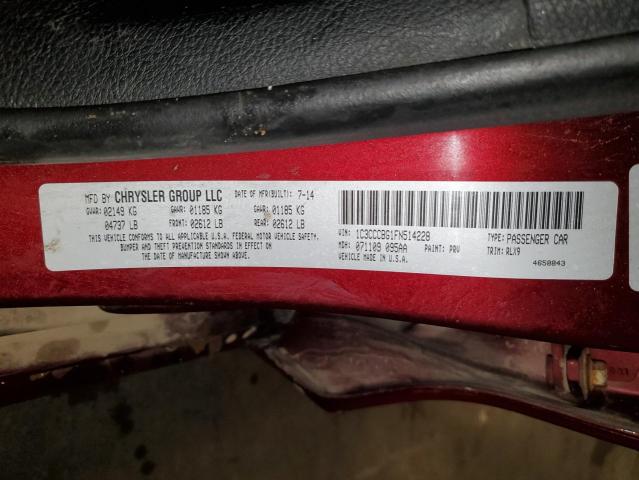 MFD BY CHRYSLER GROUP LLC DATE OF MFR(BUILT): 7-14
GVWR: 02149 KG GAWR: 01185 KG GAWR: 01185 KG
04737 LB FRONT: 02612 LB REAR: 02612 LB
THIS VEHICLE CONFORMS TO ALL APPLICABLE U.S.A. FEDERAL MOTOR VEHICLE SAFETY,
BUMPER AND THEFT PREVENTION STANDARDS IN EFFECT ON
THE DATE OF MANUFACTURE SHOWN ABOVE.
VIN: 1C3CCCBG1FN514228 TYPE: PASSENGER CAR
MDH: 071109 095AA PAINT: PRV TRIM: RLX9
VEHICLE MADE IN U.S.A. 4650843